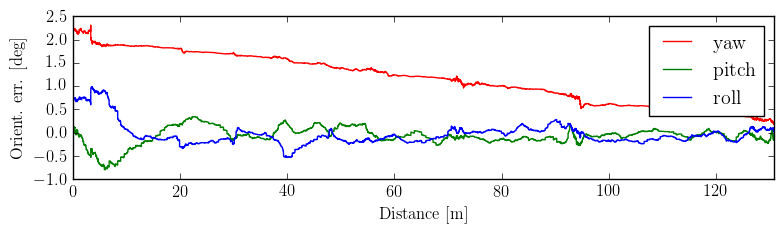 Orient. err. [deg]
2.5
2.0
1.5
1.0
0.5
0.0
−0.5
−1.0
yaw
pitch
roll
0 20 40 60 80 100 120
Distance [m]